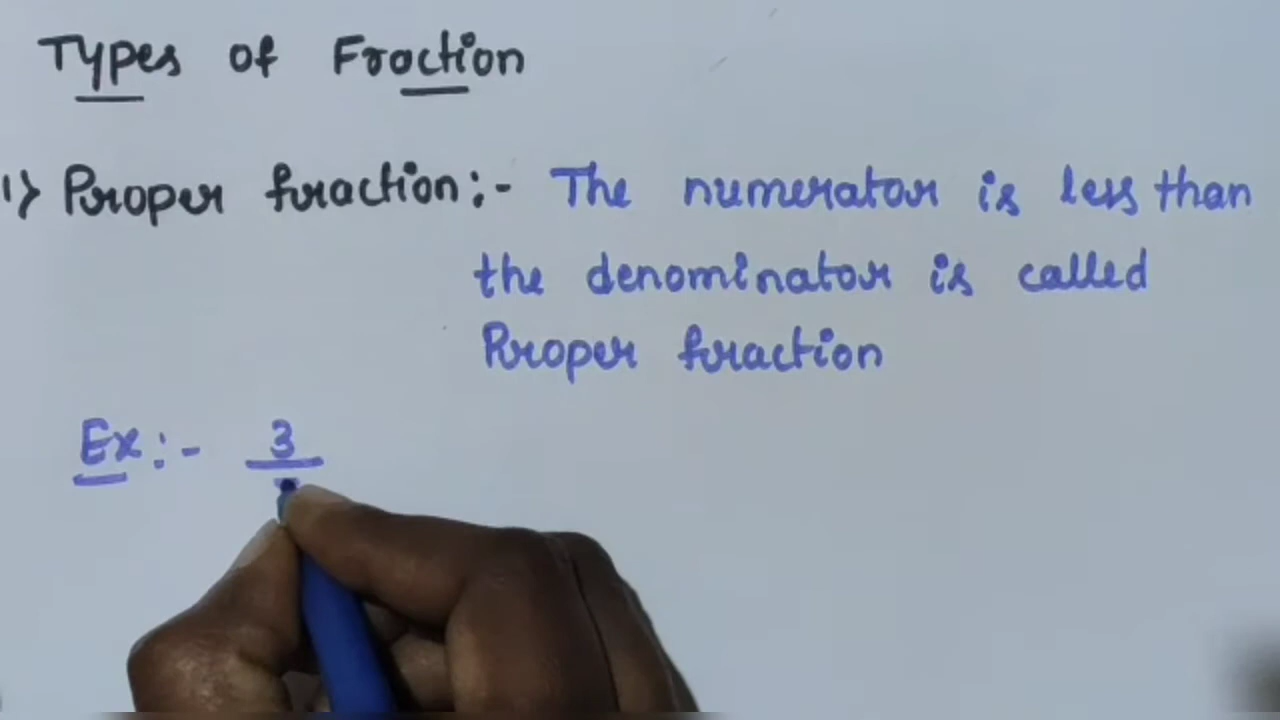 Types of Fraction
1) Proper fraction:- The numerator is less than
the denominator is called
Proper fraction
Ex:- 3